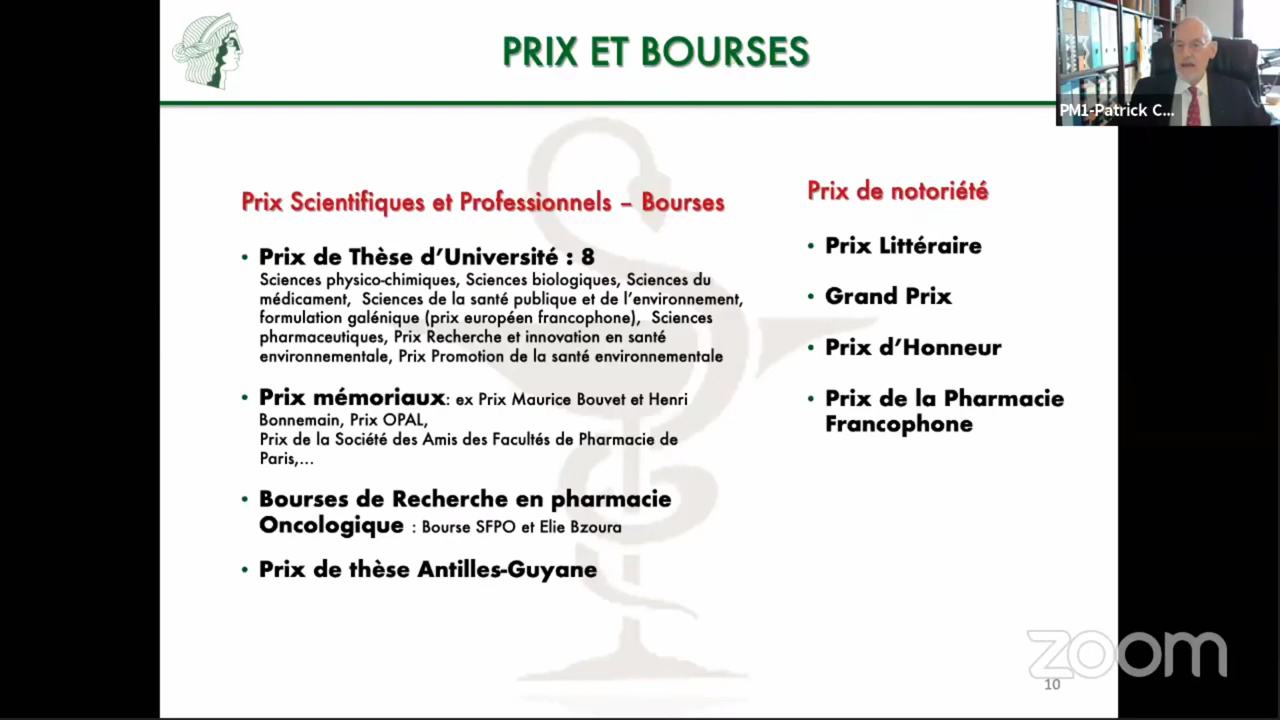 PRIX ET BOURSES
PM1-Patrick C...
Prix Scientifiques et Professionnels – Bourses
• Prix de Thèse d'Université : 8
Sciences physico-chimiques, Sciences biologiques, Sciences du
médicament, Sciences de la santé publique et de l'environnement,
formulation galénique (prix européen francophone), Sciences
pharmaceutiques, Prix Recherche et innovation en santé
environnementale, Prix Promotion de la santé environnementale
• Prix mémoriaux: ex Prix Maurice Bouvet et Henri
Bonnemain, Prix OPAL,
Prix de la Société des Amis des Facultés de Pharmacie de
Paris,...
• Bourses de Recherche en pharmacie
Oncologique : Bourse SFPO et Elie Bzoura
• Prix de thèse Antilles-Guyane
Prix de notoriété
• Prix Littéraire
• Grand Prix
• Prix d'Honneur
• Prix de la Pharmacie
Francophone
zoom
10